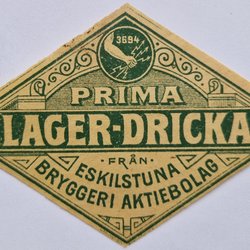 3694
PRIMA
LAGER-DRICKA
FRÅN
ESKILSTUNA
BRYGGERI AKTIEBOLAG